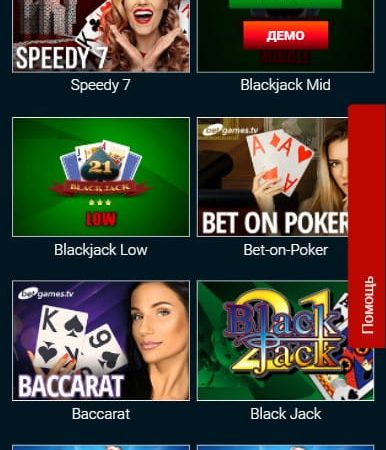 SPEEDY 7
ДЕМО
Speedy 7
Blackjack Mid
betgames.tv
21
BLACK JACK
LOW
BET ON POKER
Blackjack Low
Bet-on-Poker
Помощь
betgames.tv
K
9
BACCARAT
21
Black
Jack
Baccarat
Black Jack